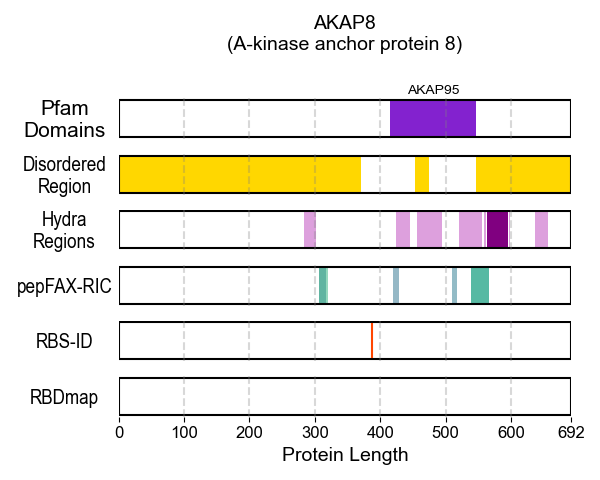 AKAP8
(A-kinase anchor protein 8)
AKAP95
Pfam
Domains
Disordered
Region
Hydra
Regions
pepFAX-RIC
RBS-ID
RBDmap
0 100 200 300 400 500 600 692
Protein Length